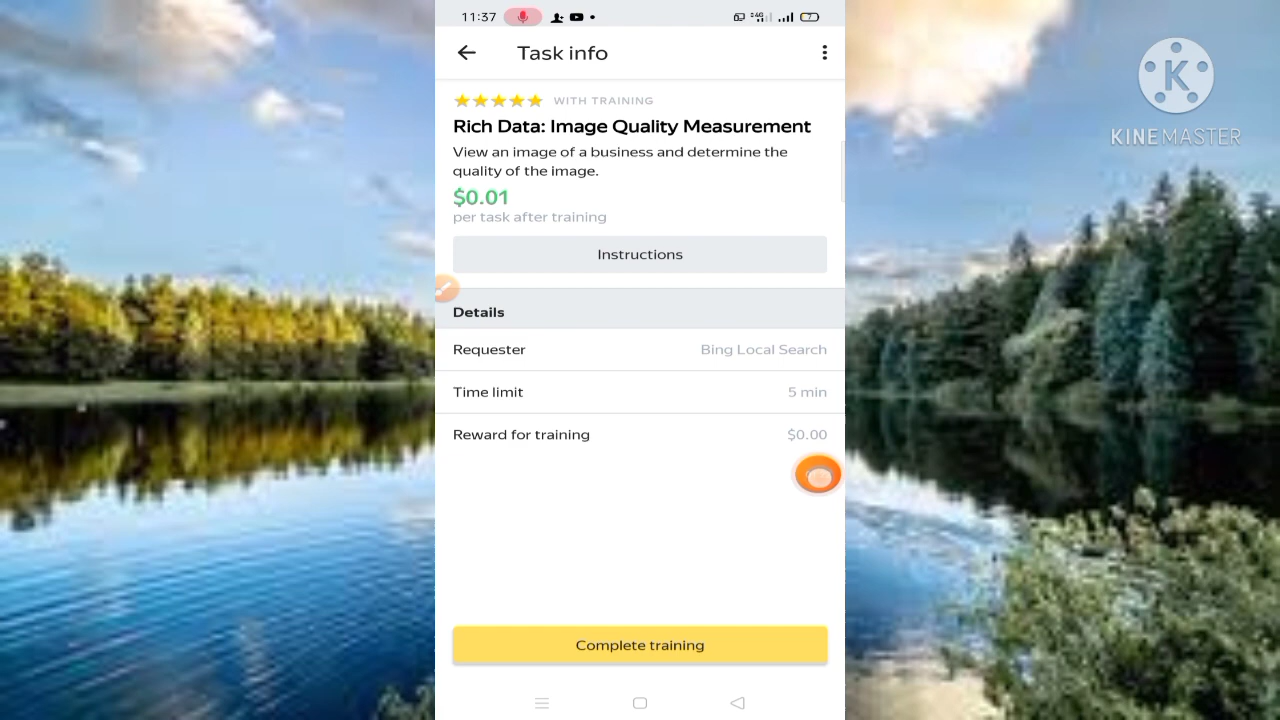 11:37
Task info
WITH TRAINING
Rich Data: Image Quality Measurement
View an image of a business and determine the
quality of the image.
$0.01
per task after training
Instructions
Details
Requester Bing Local Search
Time limit 5 min
Reward for training $0.00
Complete training
K
KINEMASTER